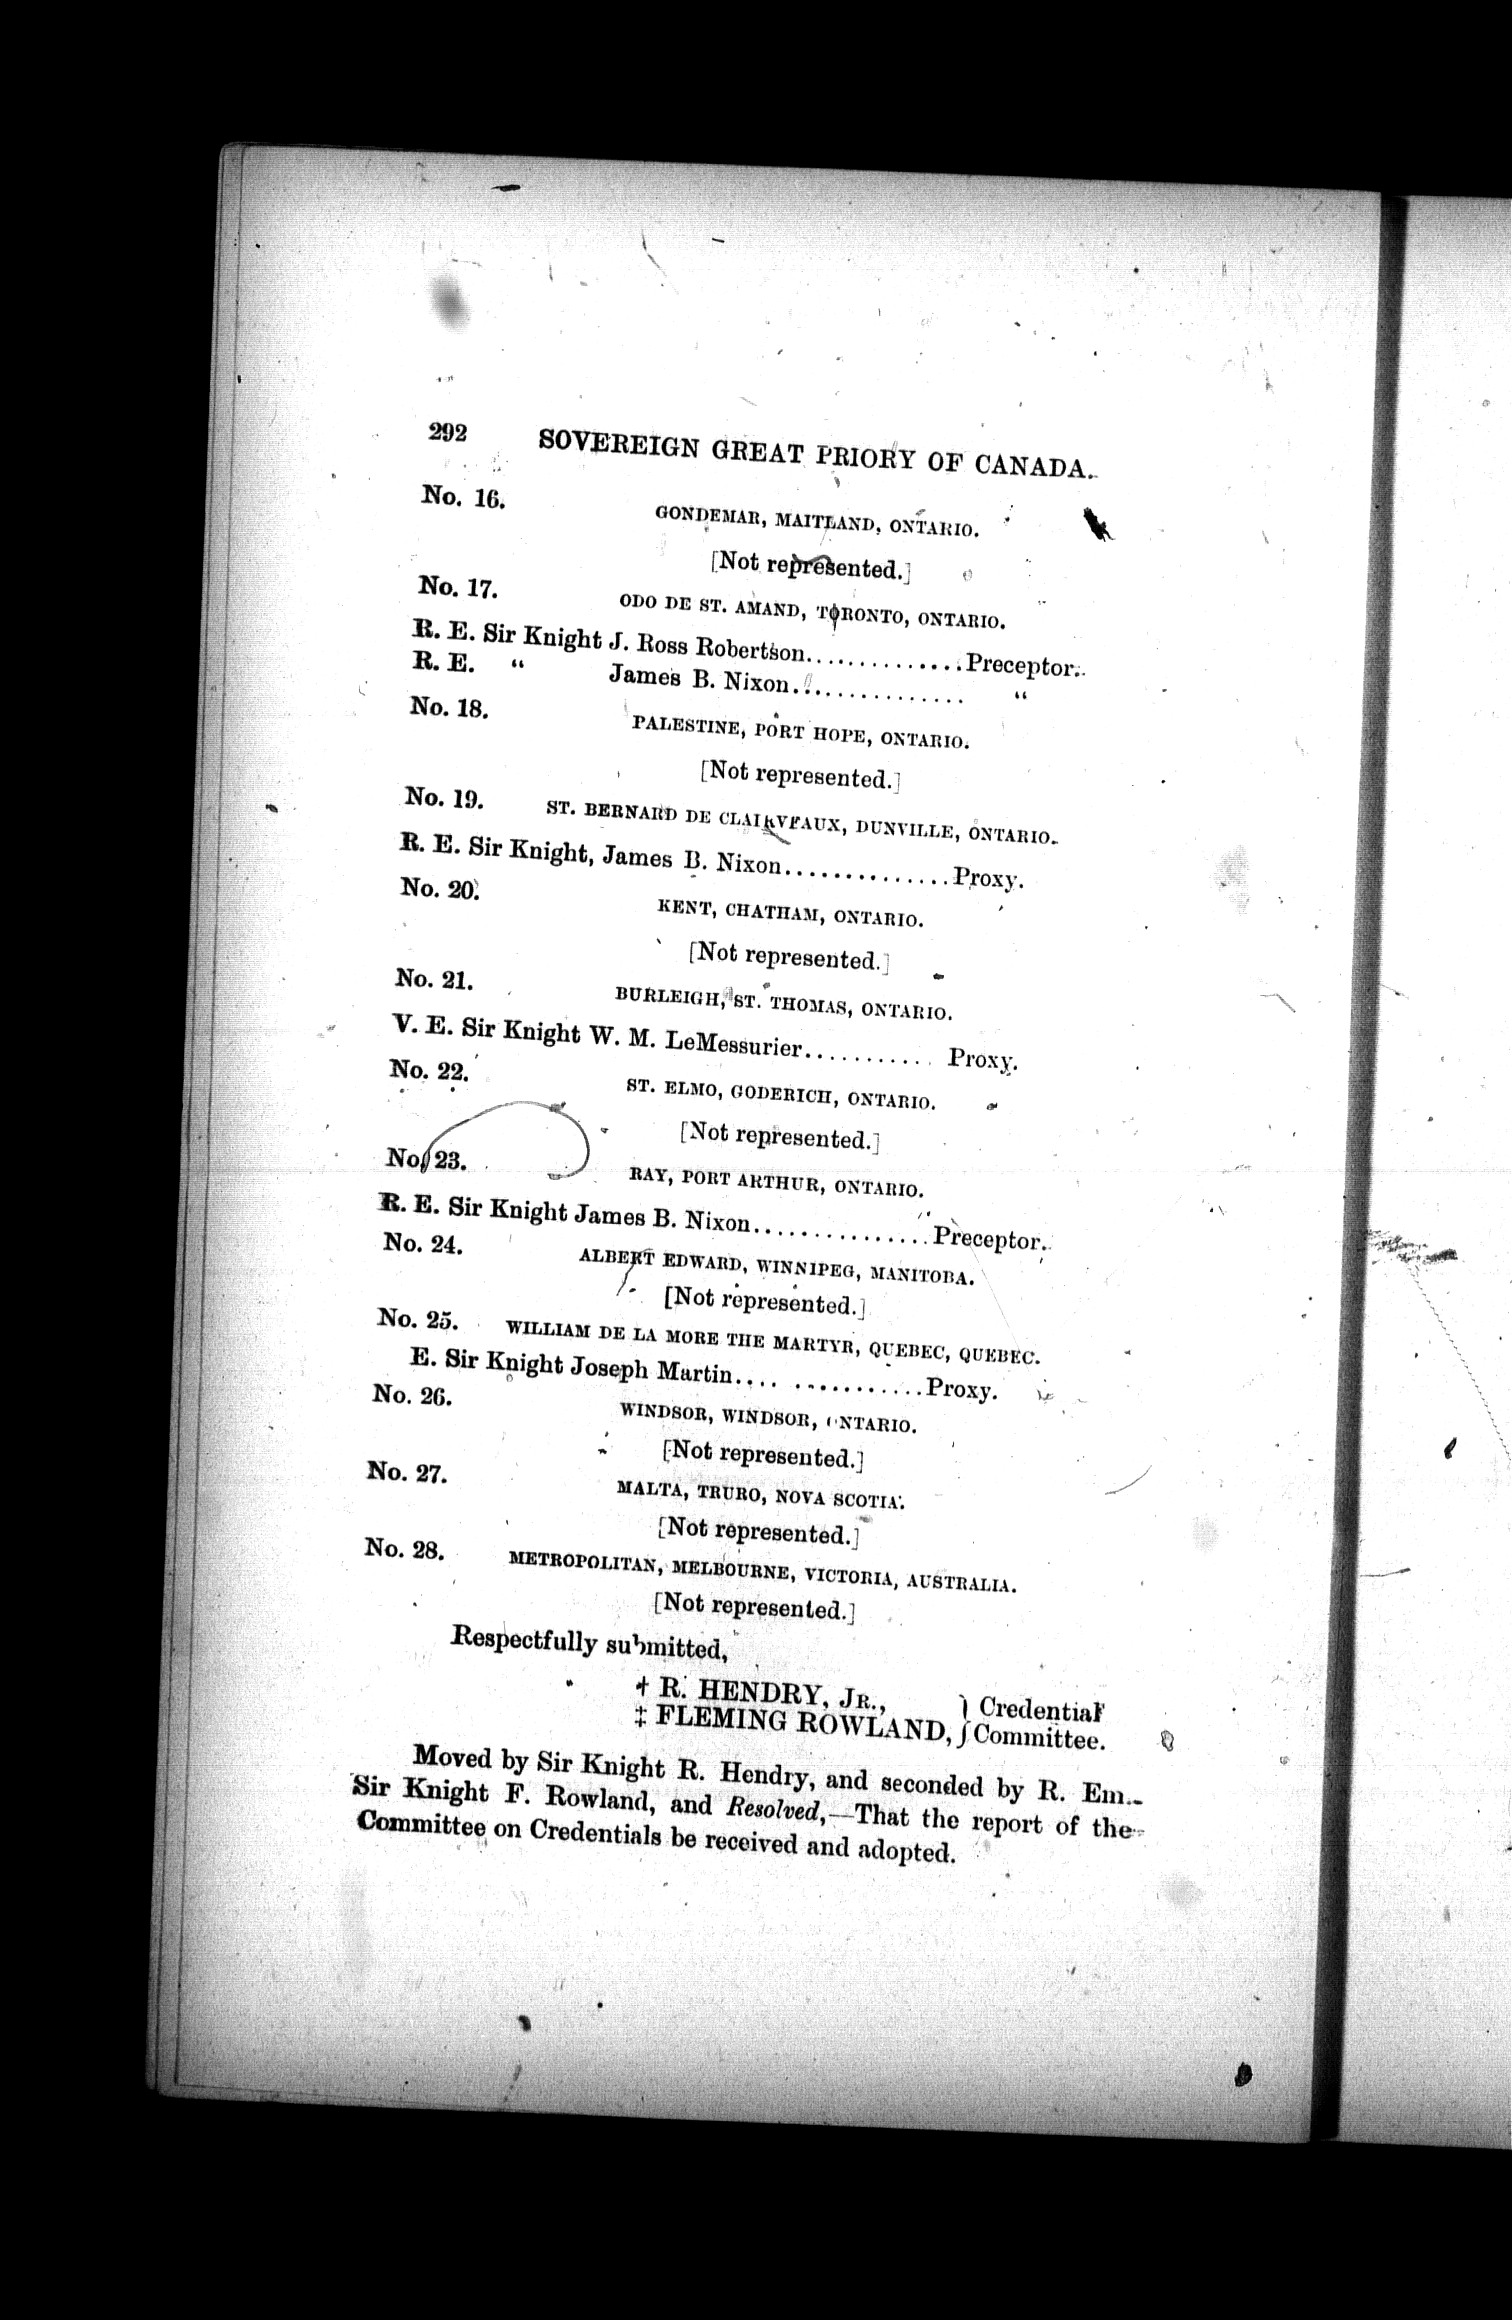 292 SOVEREIGN GREAT PRIORY OF CANADA.
No. 16. GONDEMAR, MAITLAND, ONTARIO.
[Not represented.]
No. 17. ODO DE ST. AMAND, TORONTO, ONTARIO.
R. E. Sir Knight J. Ross Robertson..............Preceptor.
R. E. “ James B. Nixon............... “
No. 18. PALESTINE, PORT HOPE, ONTARIO.
[Not represented.]
No. 19. ST. BERNARD DE CLAIRVEAUX, DUNVILLE, ONTARIO.
R. E. Sir Knight, James B. Nixon..............Proxy.
No. 20. KENT, CHATHAM, ONTARIO.
[Not represented.]
No. 21. BURLEIGH, ST. THOMAS, ONTARIO.
V. E. Sir Knight W. M. LeMessurier........... Proxy.
No. 22. ST. ELMO, GODERICH, ONTARIO.
[Not represented.]
No. 23. RAY, PORT ARTHUR, ONTARIO.
R. E. Sir Knight James B. Nixon...............Preceptor.
No. 24. ALBERT EDWARD, WINNIPEG, MANITOBA.
[Not represented.]
No. 25. WILLIAM DE LA MORE THE MARTYR, QUEBEC, QUEBEC.
E. Sir Knight Joseph Martin.... ...........Proxy.
No. 26. WINDSOR, WINDSOR, ONTARIO.
[Not represented.]
No. 27. MALTA, TRURO, NOVA SCOTIA.
[Not represented.]
No. 28. METROPOLITAN, MELBOURNE, VICTORIA, AUSTRALIA.
[Not represented.]
Respectfully submitted,
† R. HENDRY, JR., } Credential
‡ FLEMING ROWLAND, } Committee.
Moved by Sir Knight R. Hendry, and seconded by R. Em.
Sir Knight F. Rowland, and Resolved,—That the report of the
Committee on Credentials be received and adopted.